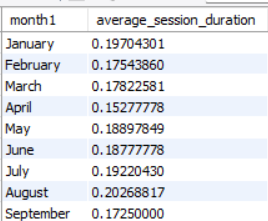 month1 average_session_duration
January 0.19704301
February 0.17543860
March 0.17822581
April 0.15277778
May 0.18897849
June 0.18777778
July 0.19220430
August 0.20268817
September 0.17250000